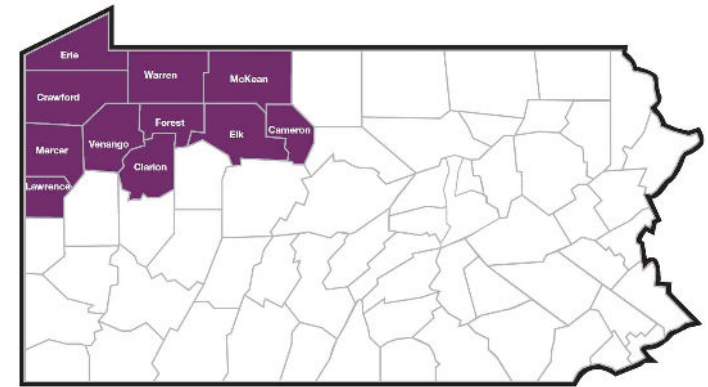 Erie
Warren
McKean
Crawford
Forest
Elk
Cameron
Mercer
Venango
Clarion
Lawrence